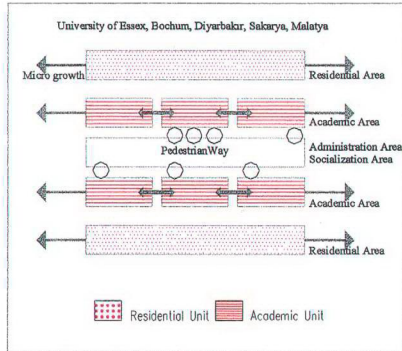 University of Essex, Bochum, Diyarbakır, Sakarya, Malatya
Micro growth
Residential Area
Academic Area
PedestrianWay
Administration Area
Socialization Area
Academic Area
Residential Area
Residential Unit
Academic Unit